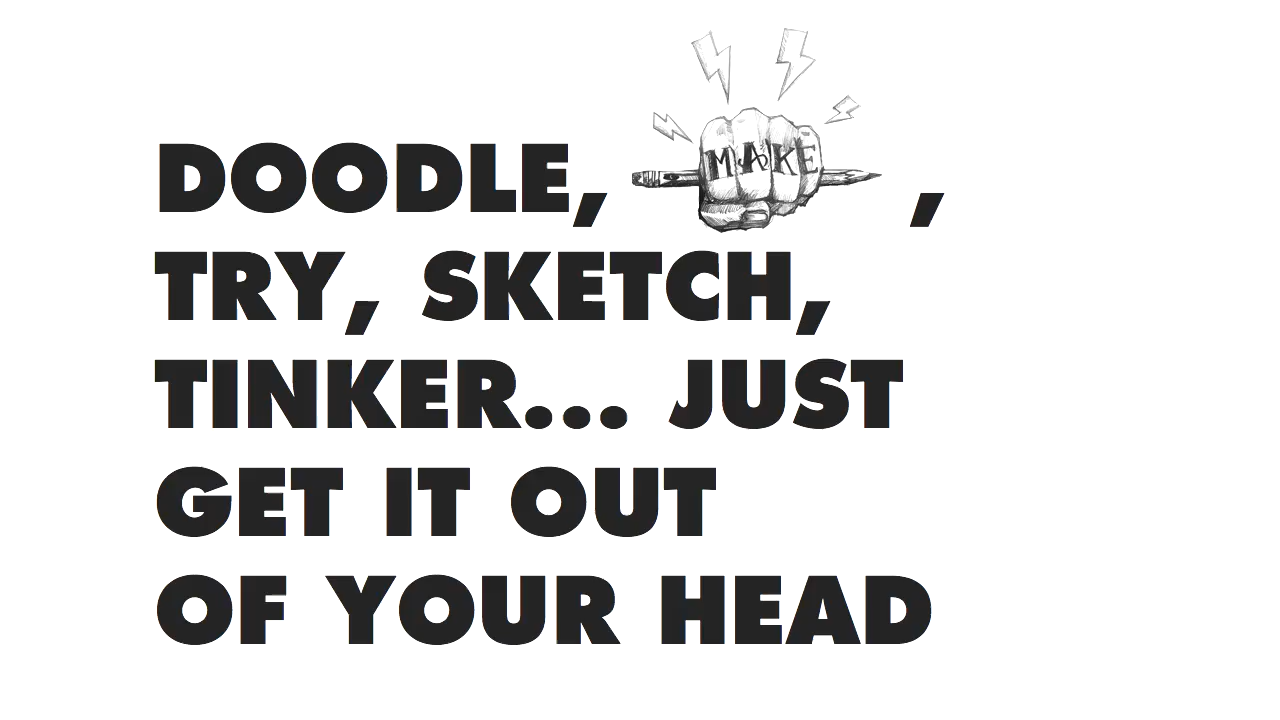 DOODLE, MAKE,
TRY, SKETCH,
TINKER... JUST
GET IT OUT
OF YOUR HEAD